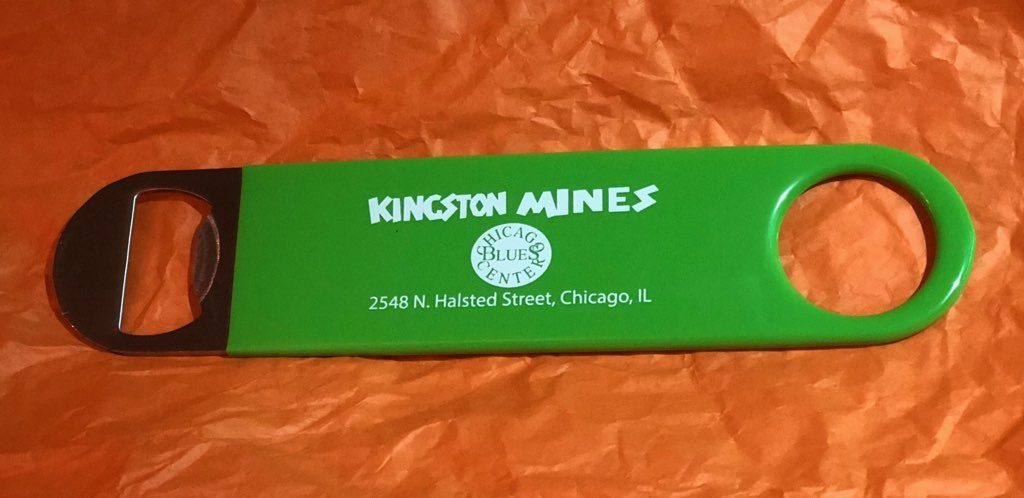 KINGSTON MINES
CHICAGO
BLUES
CENTER
2548 N. Halsted Street, Chicago, IL